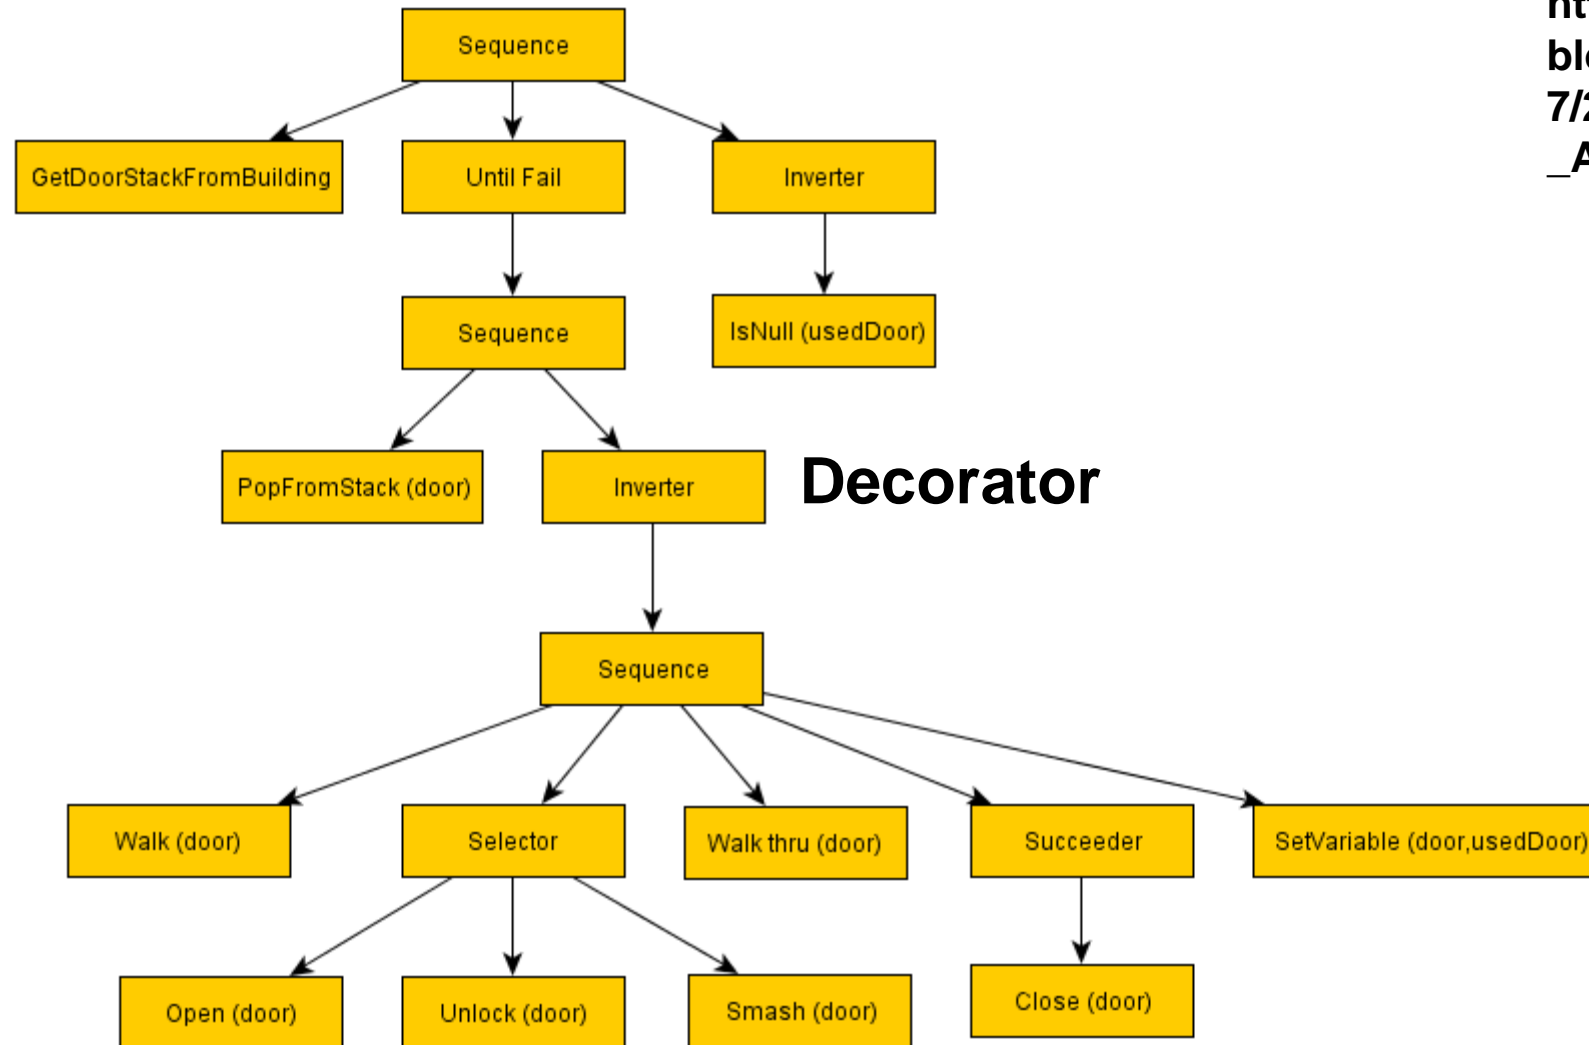 Sequence
GetDoorStackFromBuilding
Until Fail
Inverter
Sequence
IsNull (usedDoor)
PopFromStack (door)
Inverter
Decorator
Sequence
Walk (door)
Selector
Walk thru (door)
Succeeder
SetVariable (door,usedDoor)
Open (door)
Unlock (door)
Smash (door)
Close (door)